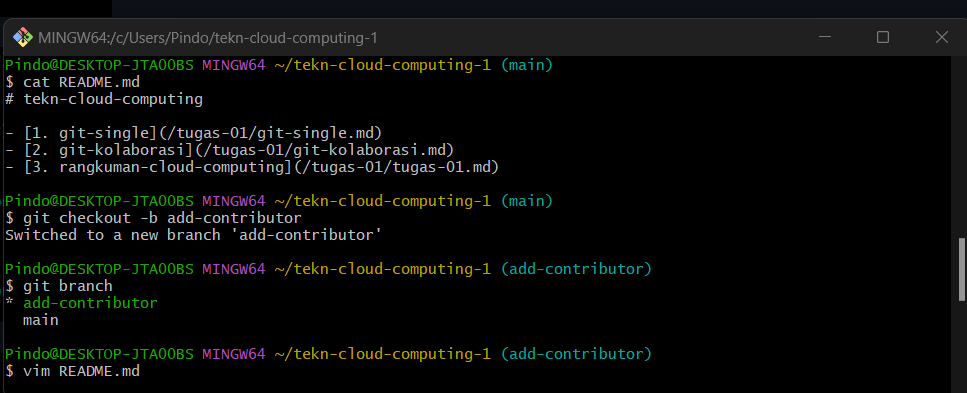 MINGW64:/c/Users/Pindo/tekn-cloud-computing-1
Pindo@DESKTOP-JTAOOBS MINGW64 ~/tekn-cloud-computing-1 (main)
$ cat README.md
# tekn-cloud-computing
- [1. git-single](/tugas-01/git-single.md)
- [2. git-kolaborasi](/tugas-01/git-kolaborasi.md)
- [3. rangkuman-cloud-computing](/tugas-01/tugas-01.md)
Pindo@DESKTOP-JTAOOBS MINGW64 ~/tekn-cloud-computing-1 (main)
$ git checkout -b add-contributor
Switched to a new branch 'add-contributor'
Pindo@DESKTOP-JTAOOBS MINGW64 ~/tekn-cloud-computing-1 (add-contributor)
$ git branch
* add-contributor
  main
Pindo@DESKTOP-JTAOOBS MINGW64 ~/tekn-cloud-computing-1 (add-contributor)
$ vim README.md